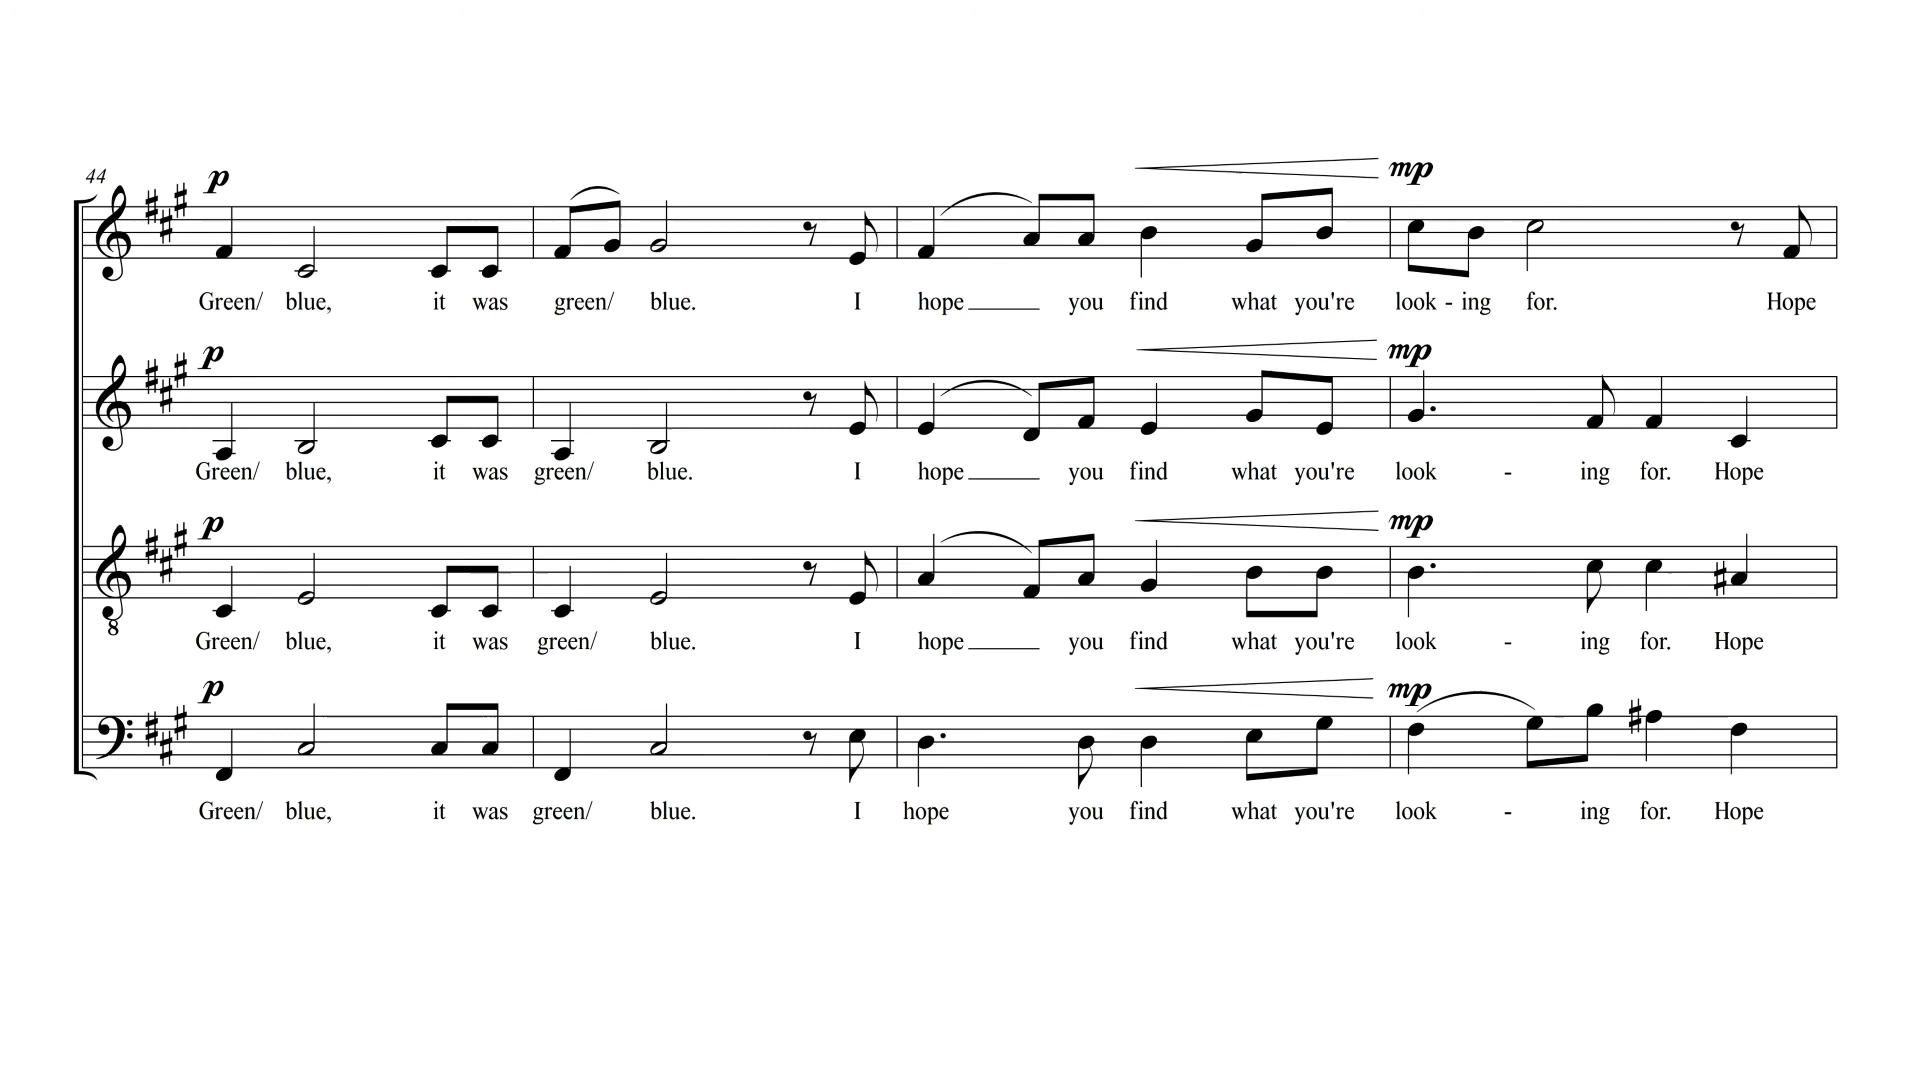 44
p
mp
Green/ blue, it was green/ blue. I hope you find what you're look - ing for. Hope
p
mp
Green/ blue, it was green/ blue. I hope you find what you're look - ing for. Hope
p
mp
8
Green/ blue, it was green/ blue. I hope you find what you're look - ing for. Hope
p
mp
Green/ blue, it was green/ blue. I hope you find what you're look - ing for. Hope